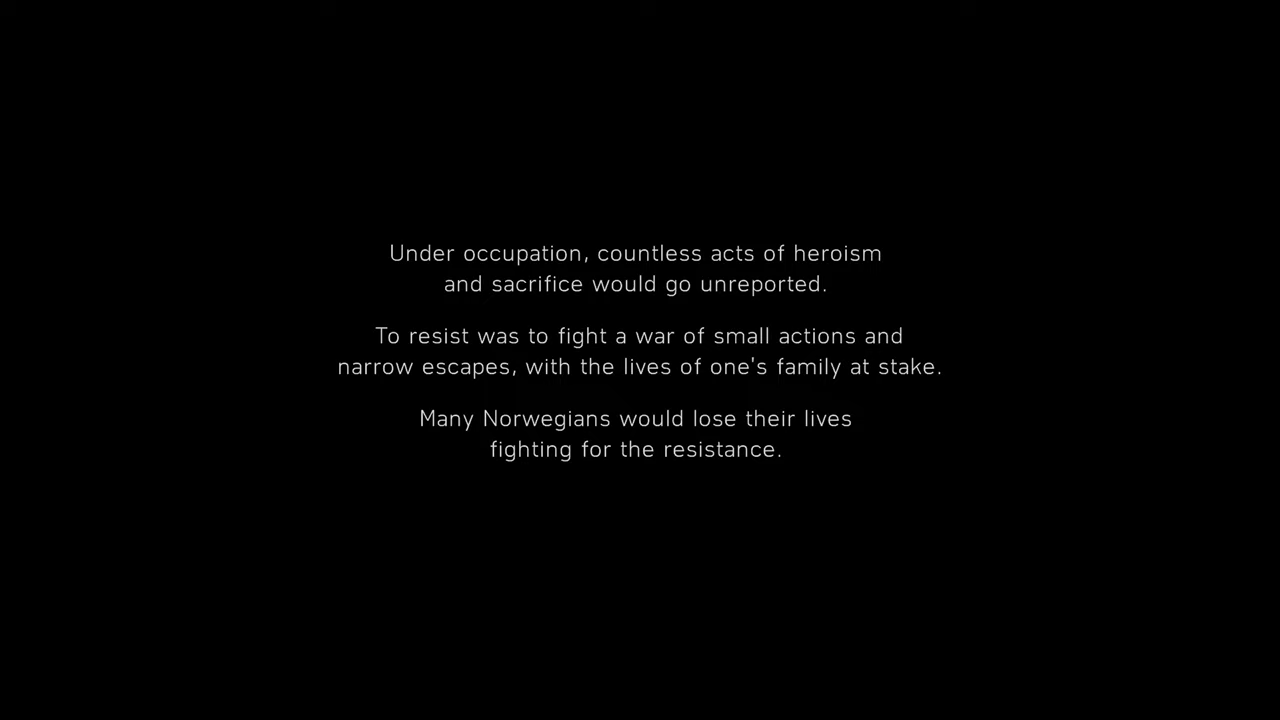 Under occupation, countless acts of heroism
and sacrifice would go unreported.
To resist was to fight a war of small actions and
narrow escapes, with the lives of one's family at stake.
Many Norwegians would lose their lives
fighting for the resistance.